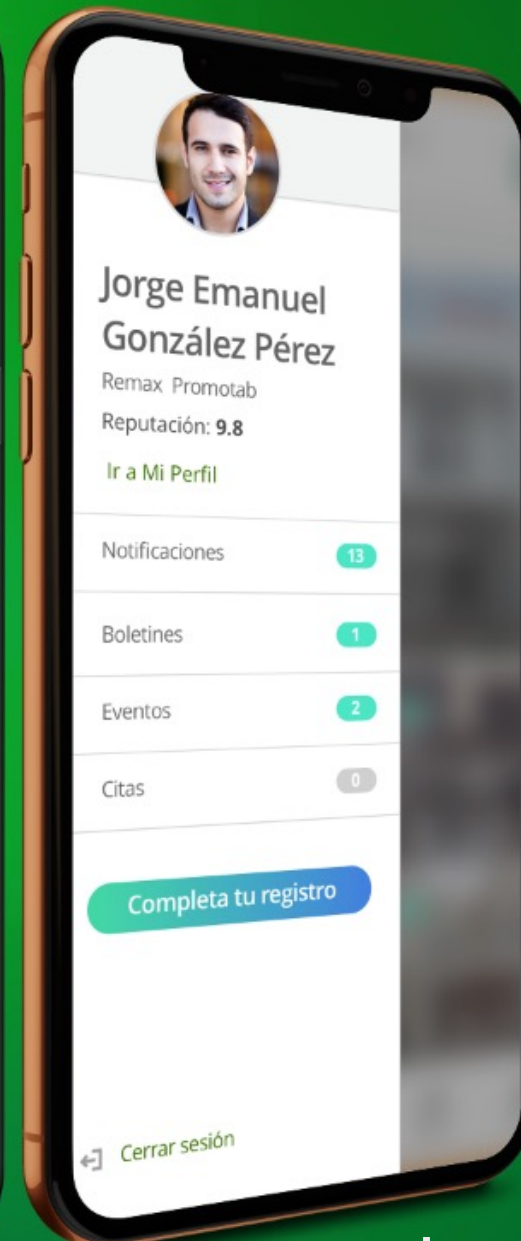 Jorge Emanuel
González Pérez
Remax Promotab
Reputación: 9.8
Ir a Mi Perfil
Notificaciones 13
Boletines 1
Eventos 2
Citas 0
Completa tu registro
Cerrar sesión